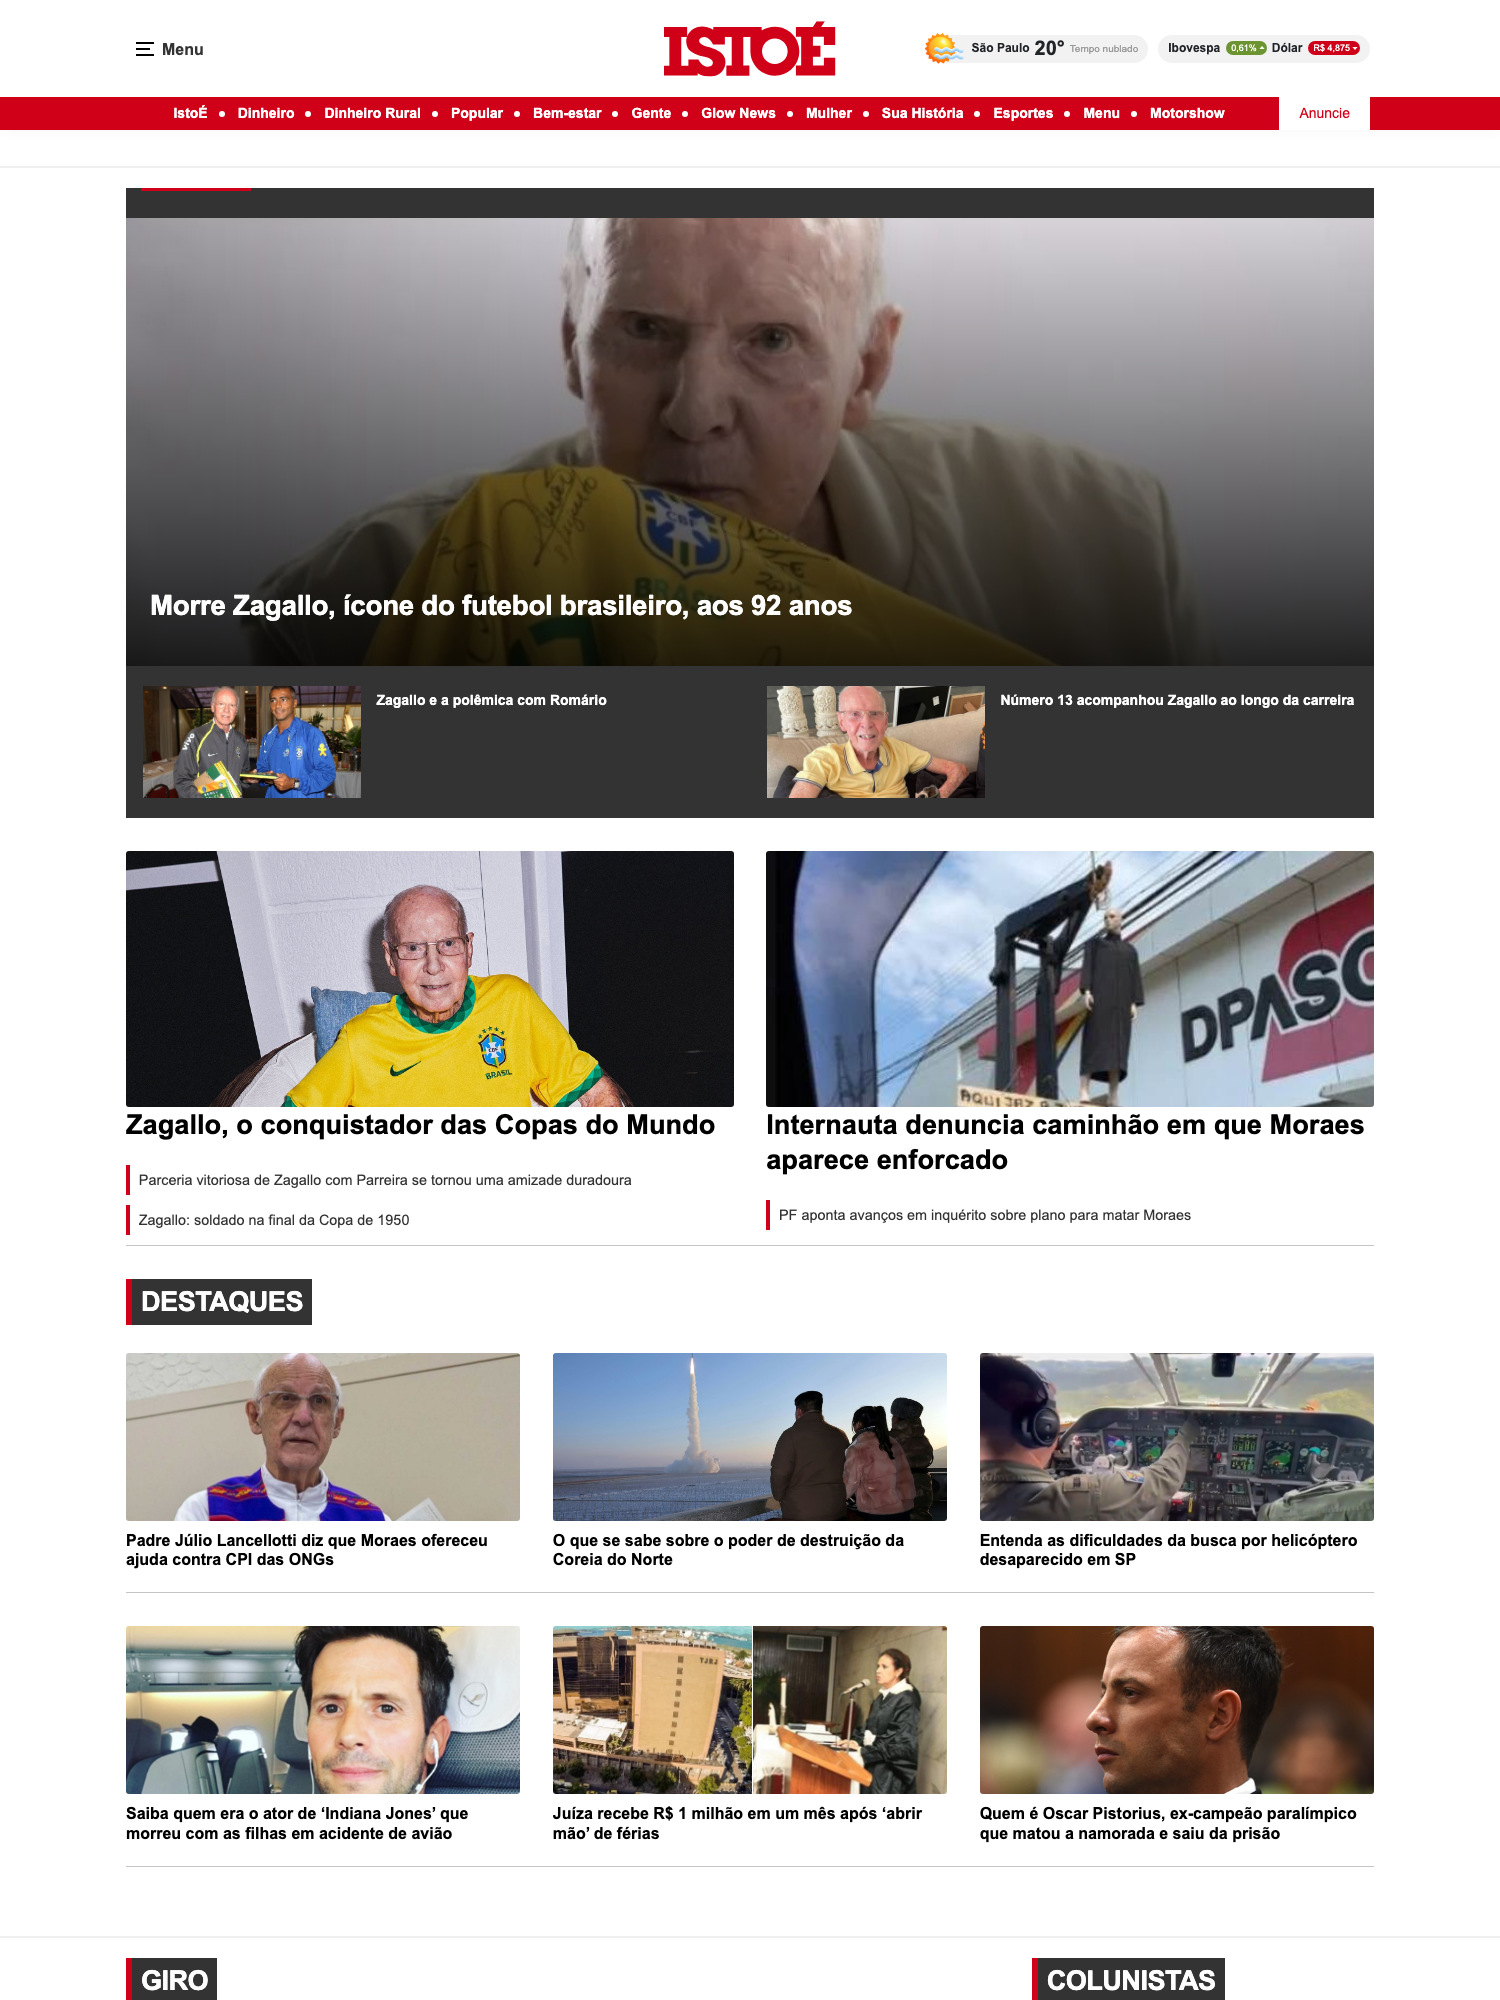 Menu
ISTOÉ
São Paulo 20° Tempo nublado
Ibovespa 0,61% Dólar R$ 4,875
IstoÉ • Dinheiro • Dinheiro Rural • Popular • Bem-estar • Gente • Glow News • Mulher • Sua História • Esportes • Menu • Motorshow
Anuncie
CBF
BRASIL
Morre Zagallo, ícone do futebol brasileiro, aos 92 anos
vivo
Zagallo e a polêmica com Romário
Número 13 acompanhou Zagallo ao longo da carreira
BRASIL
DPASC
AQUI JAZ
Zagallo, o conquistador das Copas do Mundo
Parceria vitoriosa de Zagallo com Parreira se tornou uma amizade duradoura
Zagallo: soldado na final da Copa de 1950
Internauta denuncia caminhão em que Moraes
aparece enforcado
PF aponta avanços em inquérito sobre plano para matar Moraes
DESTAQUES
Padre Júlio Lancellotti diz que Moraes ofereceu
ajuda contra CPI das ONGs
O que se sabe sobre o poder de destruição da
Coreia do Norte
Entenda as dificuldades da busca por helicóptero
desaparecido em SP
TJRJ
Saiba quem era o ator de ‘Indiana Jones’ que
morreu com as filhas em acidente de avião
Juíza recebe R$ 1 milhão em um mês após ‘abrir
mão’ de férias
Quem é Oscar Pistorius, ex-campeão paralímpico
que matou a namorada e saiu da prisão
GIRO
COLUNISTAS